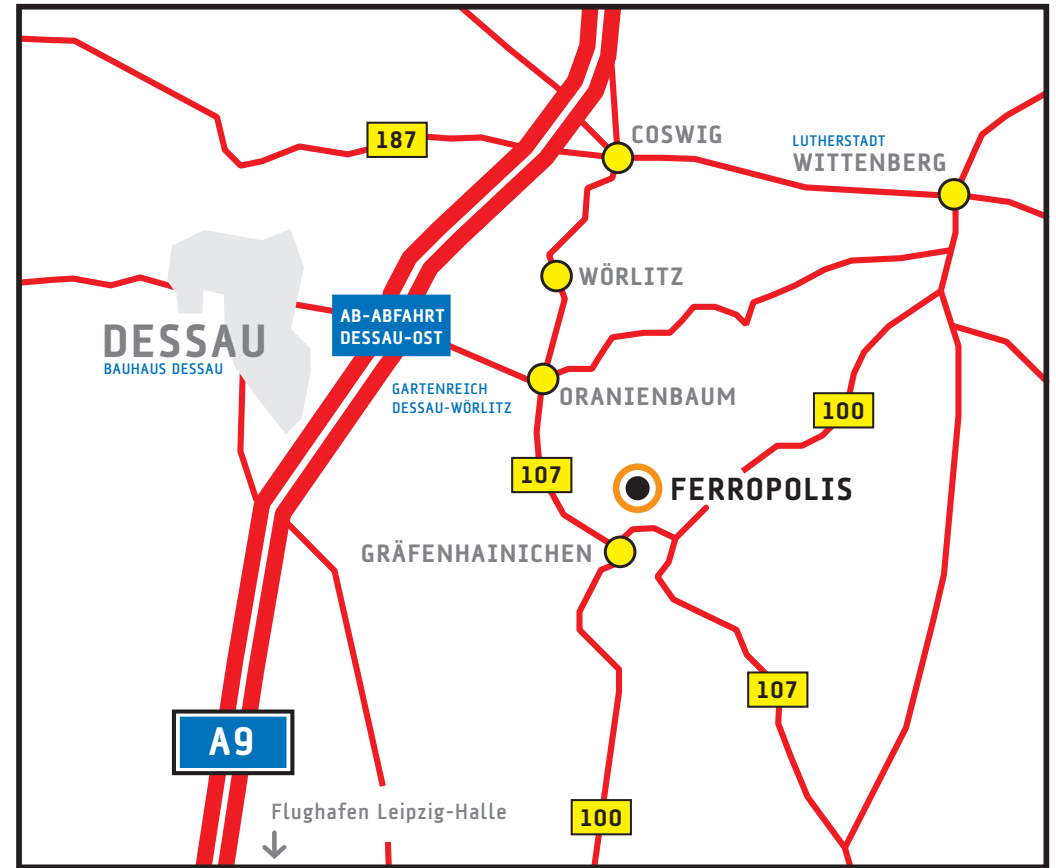 187
COSWIG
LUTHERSTADT
WITTENBERG
WÖRLITZ
AB-ABFAHRT
DESSAU-OST
DESSAU
BAUHAUS DESSAU
GARTENREICH
DESSAU-WÖRLITZ
ORANIENBAUM
100
107
FERROPOLIS
GRÄFENHAINICHEN
107
A9
100
Flughafen Leipzig-Halle